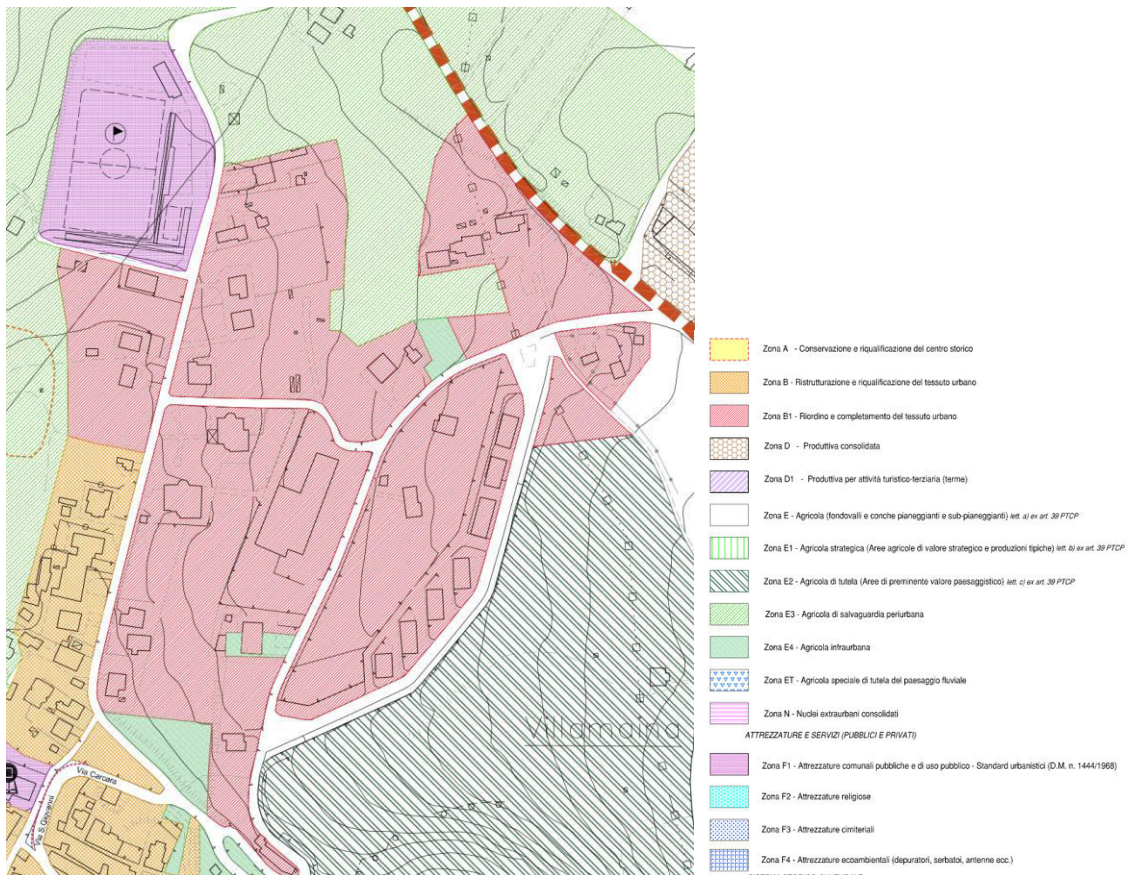 Villamaina
Via Carcara
Via S.Giovanni
Zona A - Conservazione e riqualificazione del centro storico
Zona B - Ristrutturazione e riqualificazione del tessuto urbano
Zona B1 - Riordino e completamento del tessuto urbano
Zona D - Produttiva consolidata
Zona D1 - Produttiva per attività turistico-terziaria (terme)
Zona E - Agricola (fondovalli e conche pianeggianti e sub-pianeggianti) lett. a) ex art. 39 PTCP
Zona E1 - Agricola strategica (Aree agricole di valore strategico e produzioni tipiche) lett. b) ex art. 39 PTCP
Zona E2 - Agricola di tutela (Aree di preminente valore paesaggistico) lett. c) ex art. 39 PTCP
Zona E3 - Agricola di salvaguardia periurbana
Zona E4 - Agricola infraurbana
Zona ET - Agricola speciale di tutela del paesaggio fluviale
Zona N - Nuclei extraurbani consolidati
ATTREZZATURE E SERVIZI (PUBBLICI E PRIVATI)
Zona F1 - Attrezzature comunali pubbliche e di uso pubblico - Standard urbanistici (D.M. n. 1444/1968)
Zona F2 - Attrezzature religiose
Zona F3 - Attrezzature cimiteriali
Zona F4 - Attrezzature ecoambientali (depuratori, serbatoi, antenne ecc.)